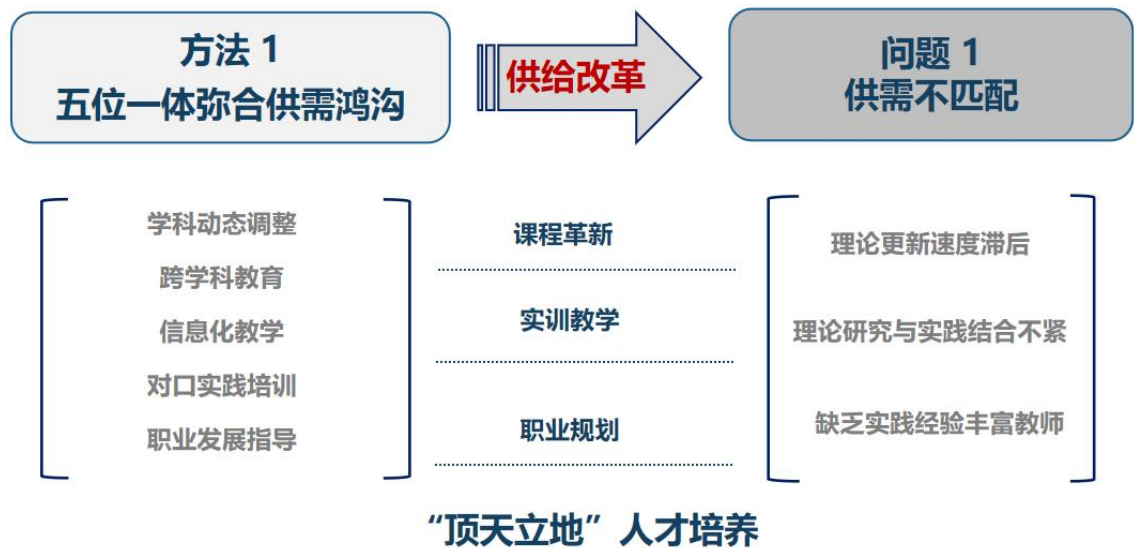 方法 1
五位一体弥合供需鸿沟
供给改革
问题 1
供需不匹配
学科动态调整
跨学科教育
信息化教学
对口实践培训
职业发展指导
课程革新
实训教学
职业规划
理论更新速度滞后
理论研究与实践结合不紧
缺乏实践经验丰富教师
“顶天立地”人才培养